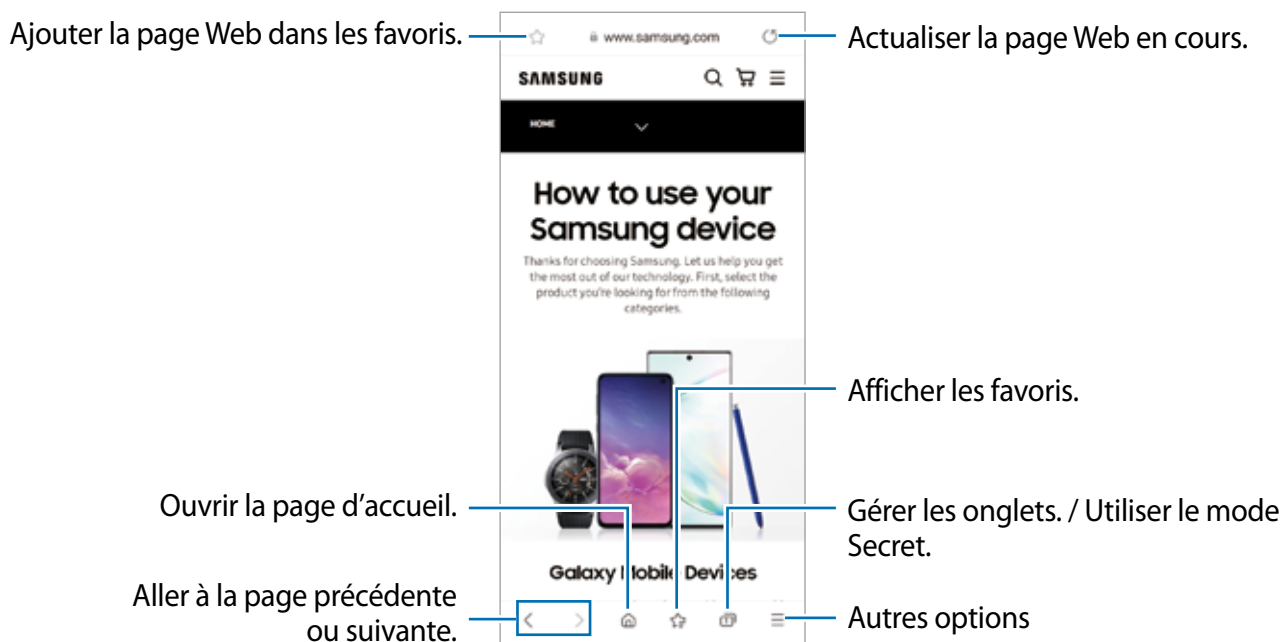 Ajouter la page Web dans les favoris.
www.samsung.com
Actualiser la page Web en cours.
SAMSUNG
HOME
How to use your
Samsung device
Thanks for choosing Samsung. Let us help you get
the most out of our technology. First, select the
product you're looking for from the following
categories.
Afficher les favoris.
Ouvrir la page d'accueil.
Gérer les onglets. / Utiliser le mode
Secret.
Galaxy Mobile Devices
Aller à la page précédente
ou suivante.
Autres options